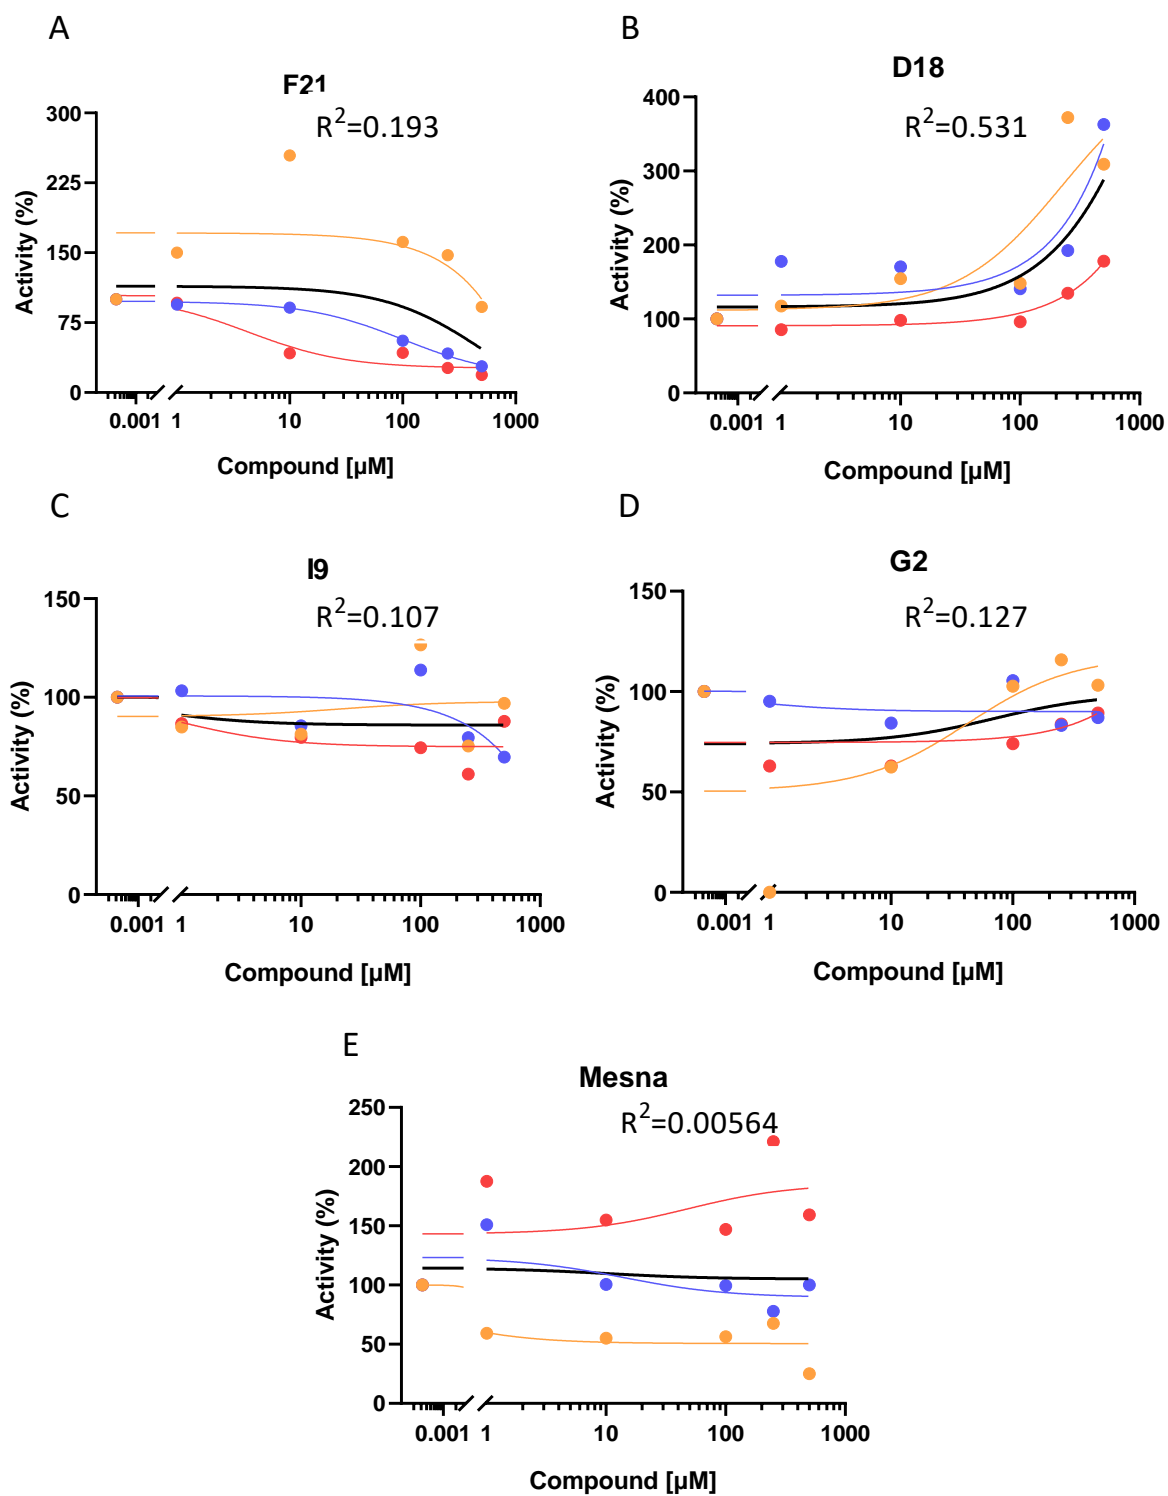 A
F21
R²=0.193
Activity (%)
300
225
150
75
0
0.001 1 10 100 1000
Compound [µM]
B
D18
R²=0.531
Activity (%)
400
300
200
100
0
0.001 1 10 100 1000
Compound [µM]
C
I9
R²=0.107
Activity (%)
150
100
50
0
0.001 1 10 100 1000
Compound [µM]
D
G2
R²=0.127
Activity (%)
150
100
50
0
0.001 1 10 100 1000
Compound [µM]
E
Mesna
R²=0.00564
Activity (%)
250
200
150
100
50
0
0.001 1 10 100 1000
Compound [µM]